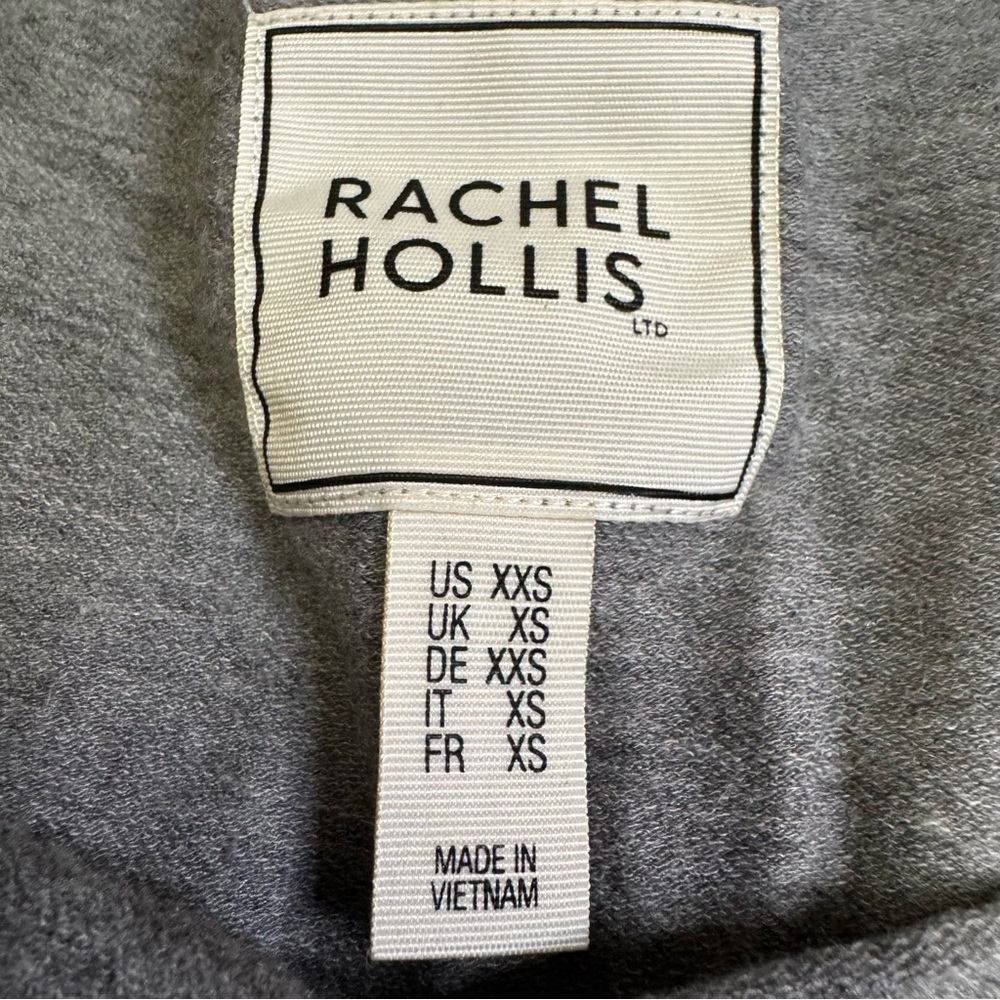 RACHEL
HOLLIS
LTD
US XXS
UK XS
DE XXS
IT XS
FR XS
MADE IN
VIETNAM